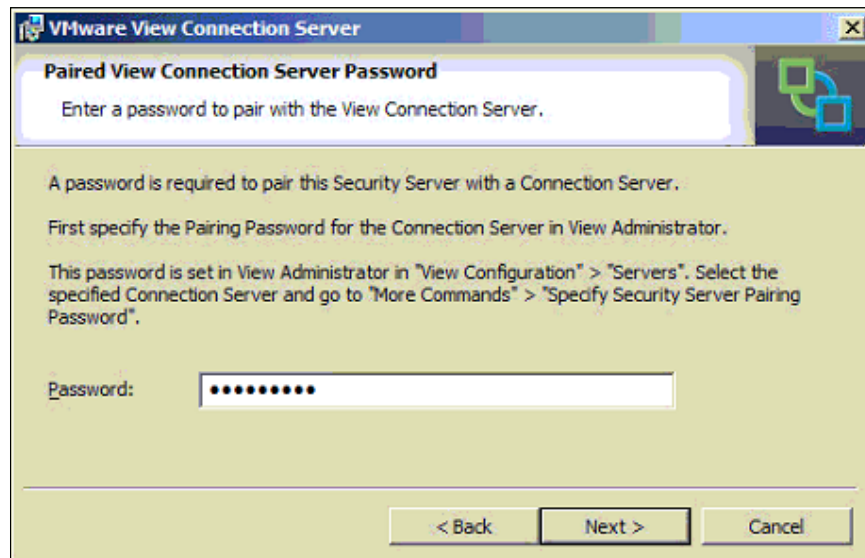 VMware View Connection Server
Paired View Connection Server Password
Enter a password to pair with the View Connection Server.
A password is required to pair this Security Server with a Connection Server.
First specify the Pairing Password for the Connection Server in View Administrator.
This password is set in View Administrator in "View Configuration" > "Servers". Select the
specified Connection Server and go to "More Commands" > "Specify Security Server Pairing
Password".
Password: •••••••••
< Back Next > Cancel